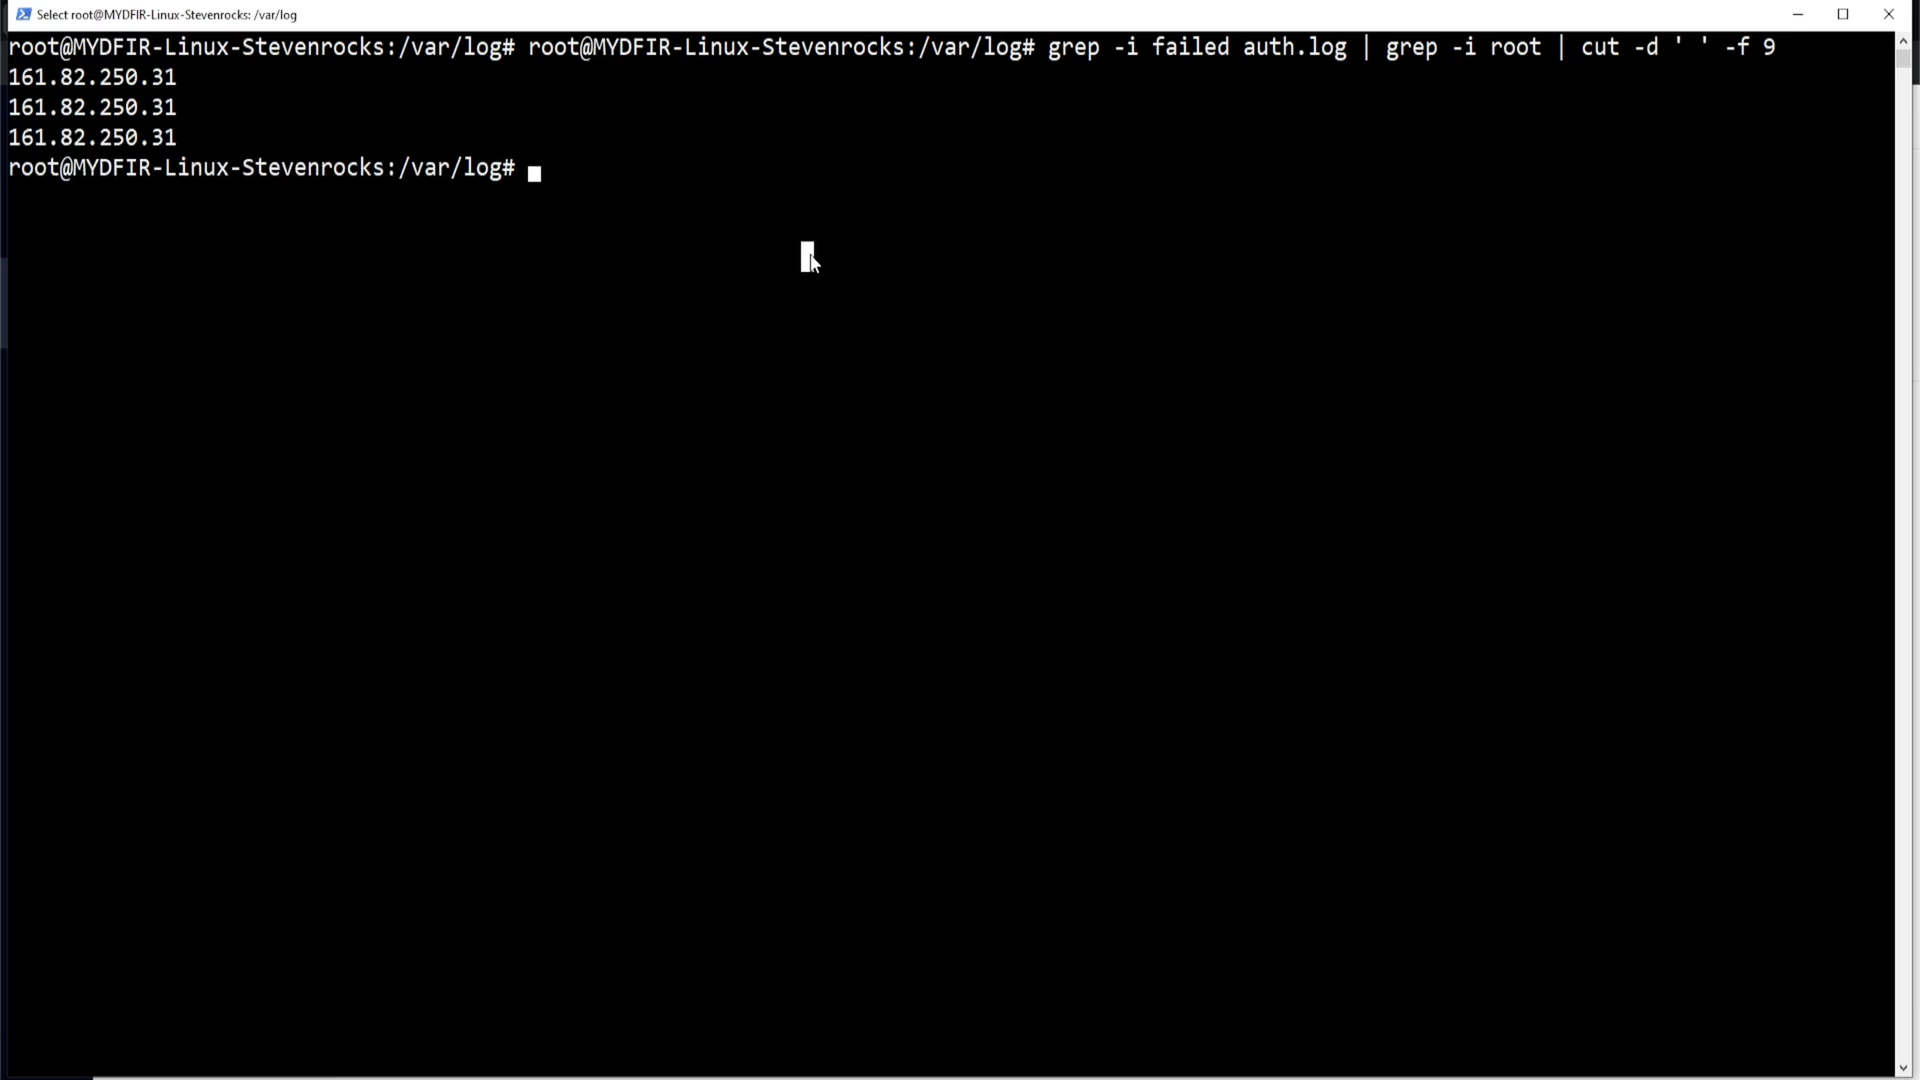 Select root@MYDFIR-Linux-Stevenrocks: /var/log
root@MYDFIR-Linux-Stevenrocks:/var/log# root@MYDFIR-Linux-Stevenrocks:/var/log# grep -i failed auth.log | grep -i root | cut -d ' ' -f 9
161.82.250.31
161.82.250.31
161.82.250.31
root@MYDFIR-Linux-Stevenrocks:/var/log#